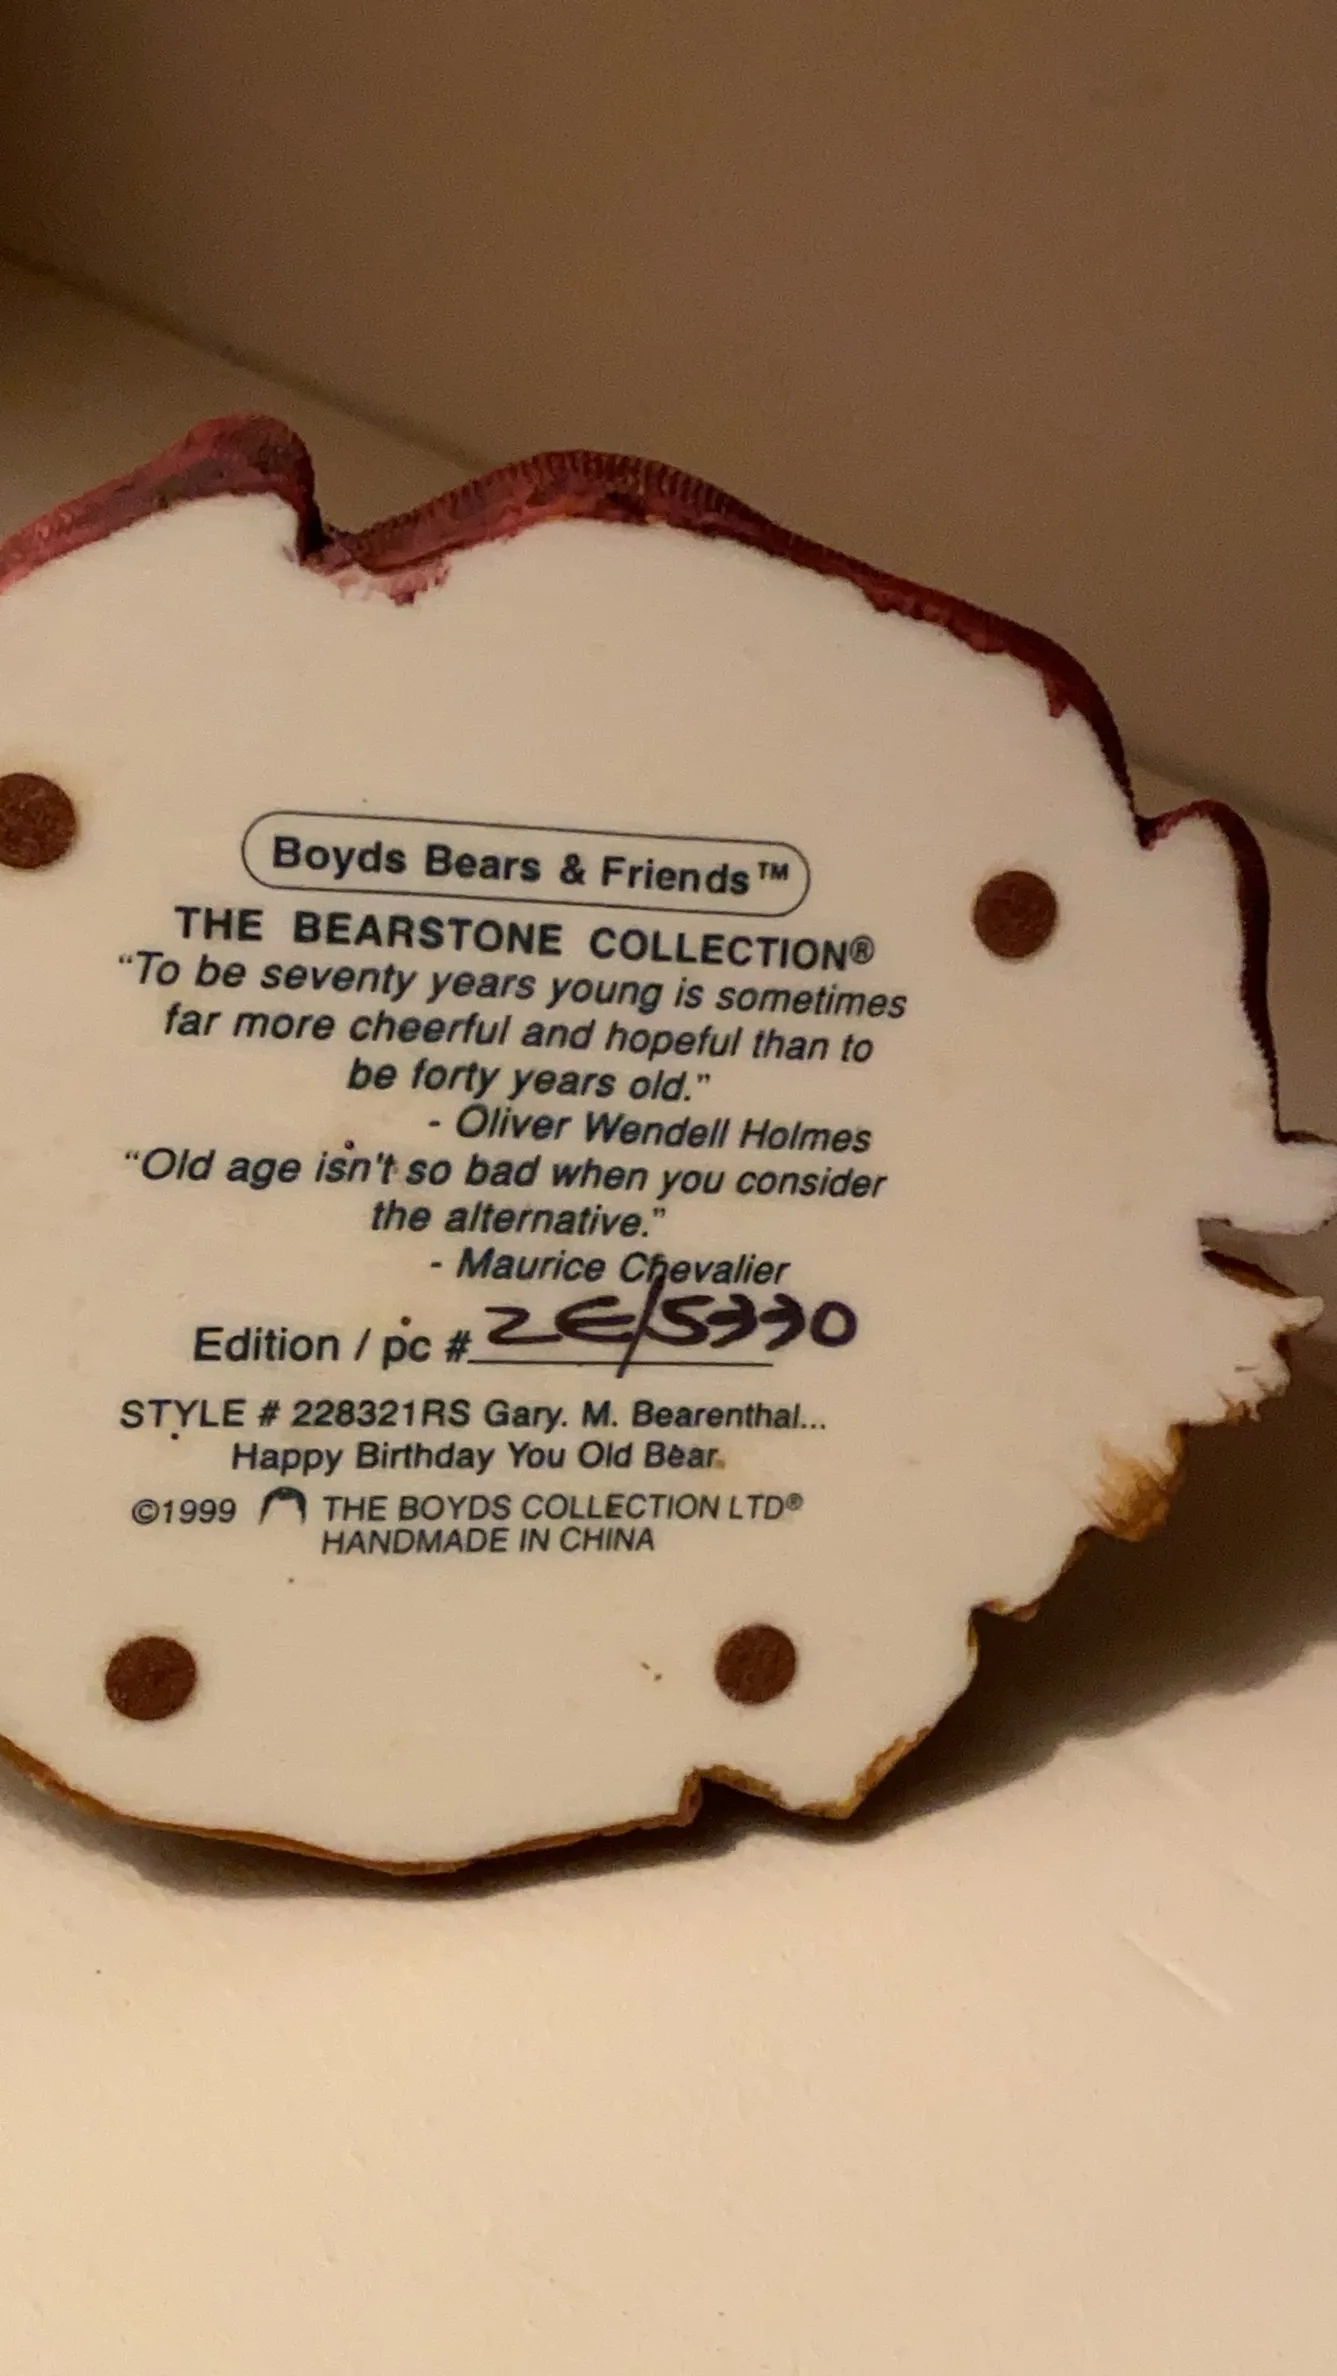 Boyds Bears & Friends™
THE BEARSTONE COLLECTION®
“To be seventy years young is sometimes
far more cheerful and hopeful than to
be forty years old.”
- Oliver Wendell Holmes
“Old age isn't so bad when you consider
the alternative.”
- Maurice Chevalier
Edition / pc # 2E/5330
STYLE # 228321RS Gary. M. Bearenthal...
Happy Birthday You Old Bear.
©1999 THE BOYDS COLLECTION LTD®
HANDMADE IN CHINA